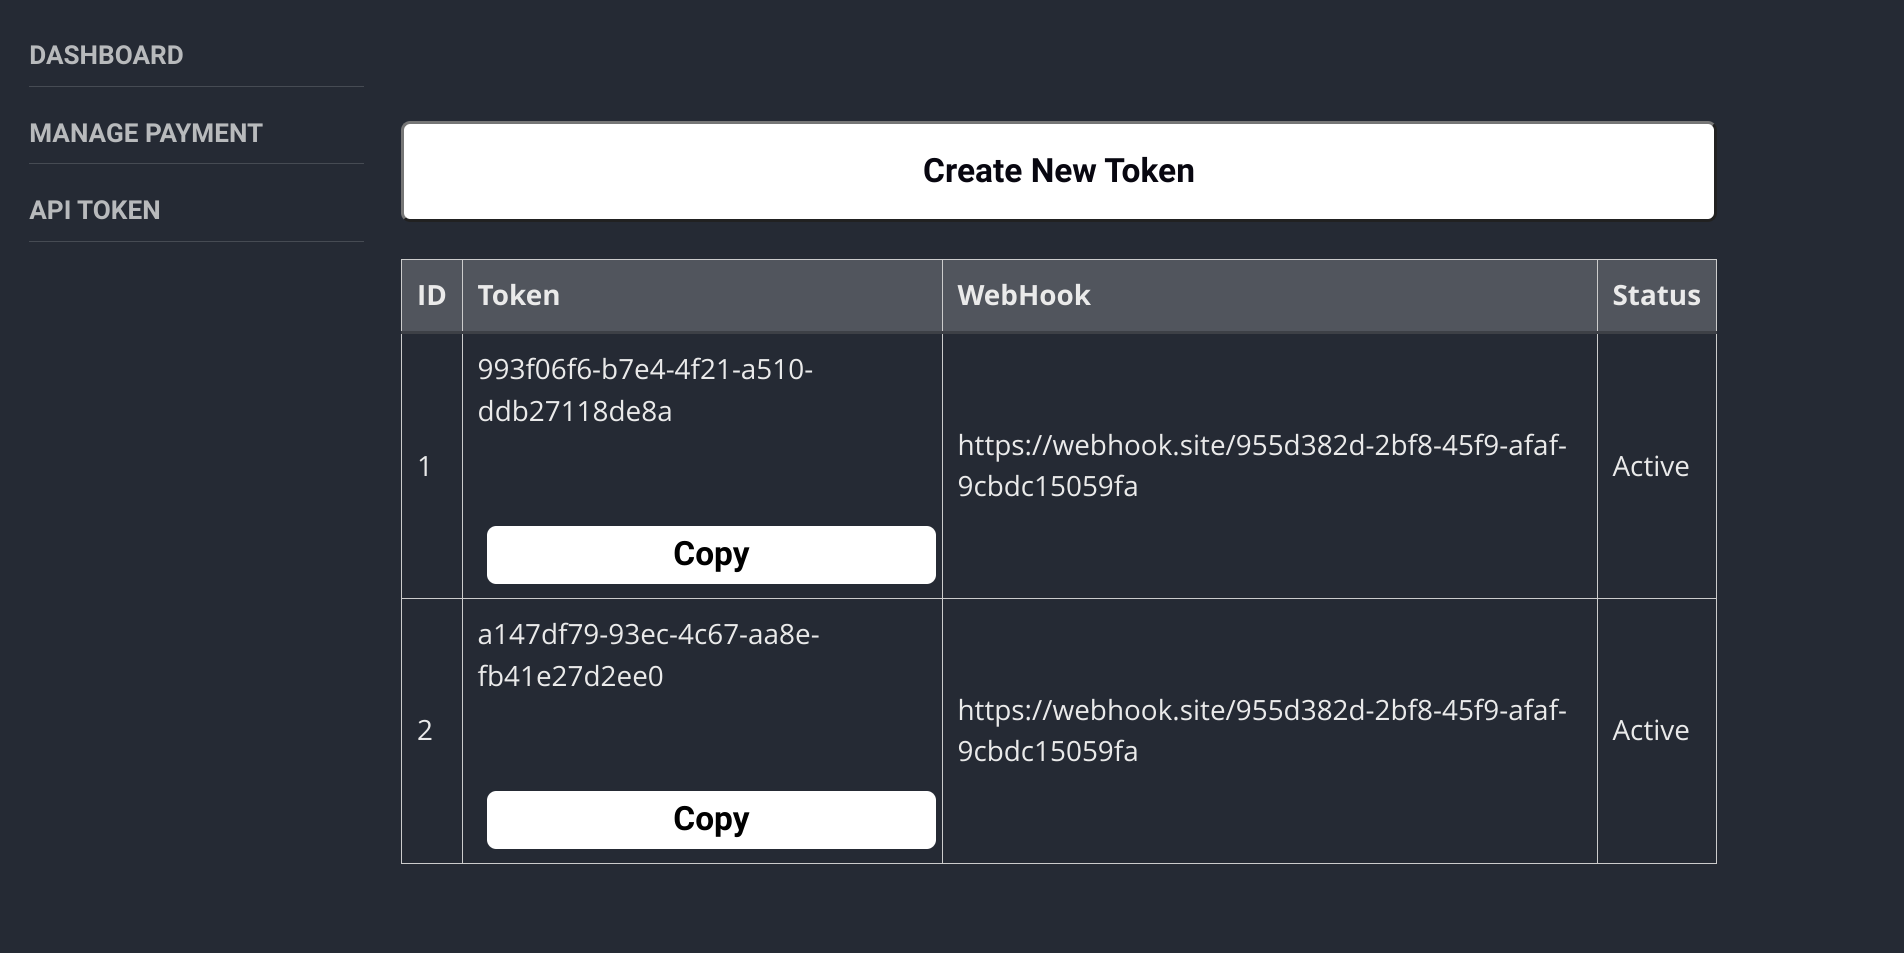 DASHBOARD
MANAGE PAYMENT
API TOKEN
Create New Token
ID Token WebHook Status
1
993f06f6-b7e4-4f21-a510-
ddb27118de8a
Copy
https://webhook.site/955d382d-2bf8-45f9-afaf-
9cbdc15059fa
Active
2
a147df79-93ec-4c67-aa8e-
fb41e27d2ee0
Copy
https://webhook.site/955d382d-2bf8-45f9-afaf-
9cbdc15059fa
Active